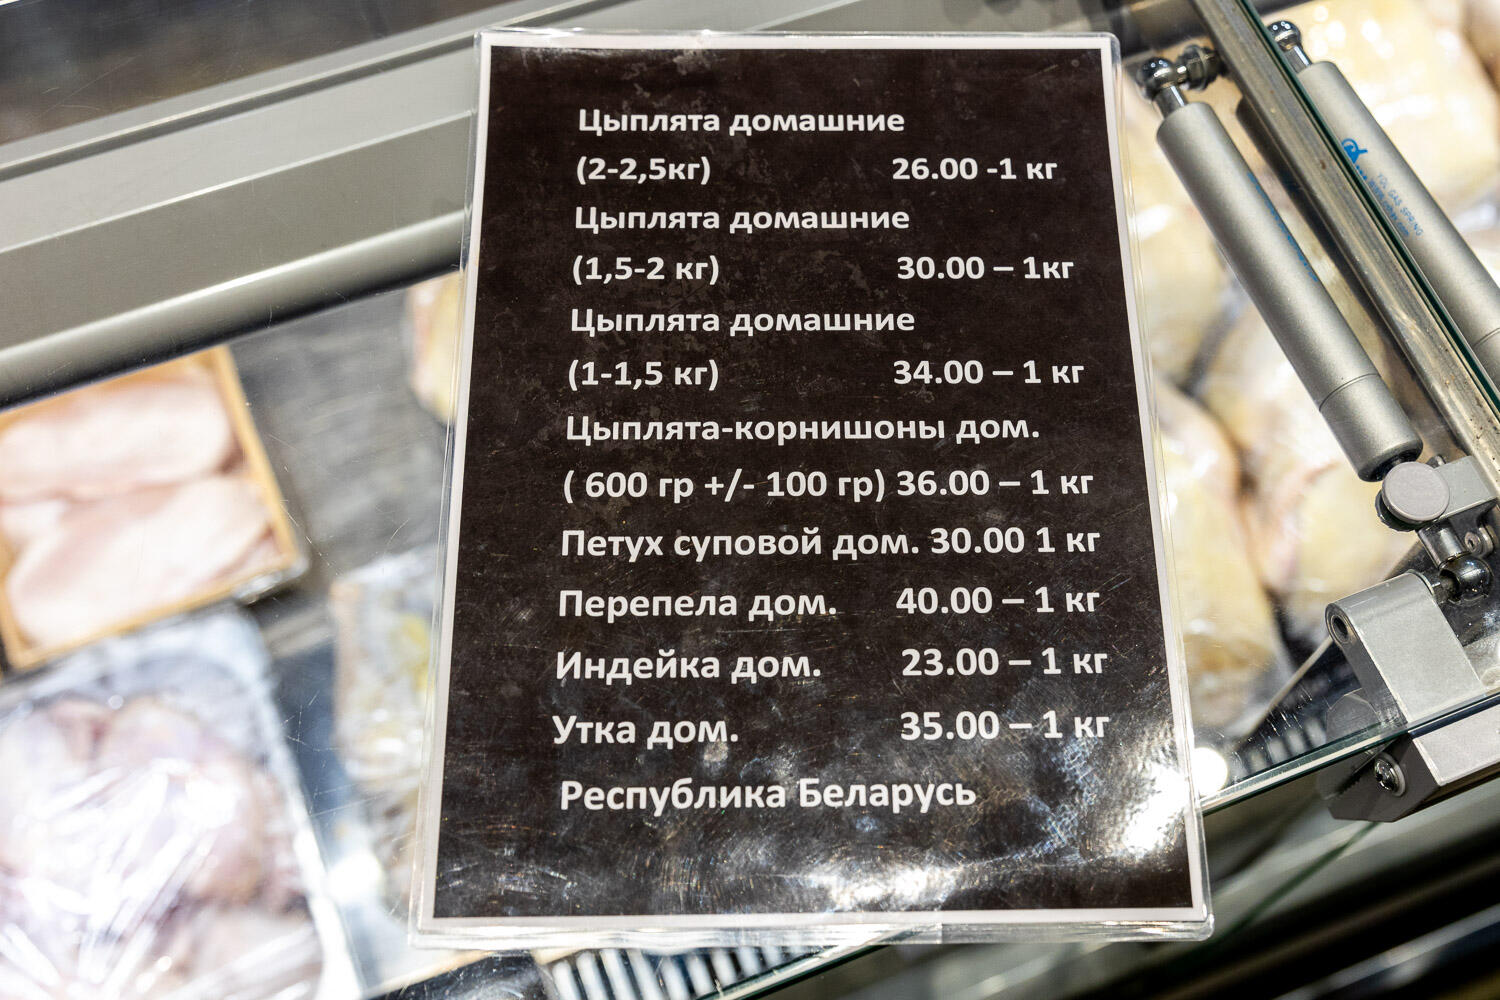 Цыплята домашние
(2-2,5кг) 26.00 -1 кг
Цыплята домашние
(1,5-2 кг) 30.00 – 1кг
Цыплята домашние
(1-1,5 кг) 34.00 – 1 кг
Цыплята-корнишоны дом.
( 600 гр +/- 100 гр) 36.00 – 1 кг
Петух суповой дом. 30.00 1 кг
Перепела дом. 40.00 – 1 кг
Индейка дом. 23.00 – 1 кг
Утка дом. 35.00 – 1 кг
Республика Беларусь
GAS SPRING